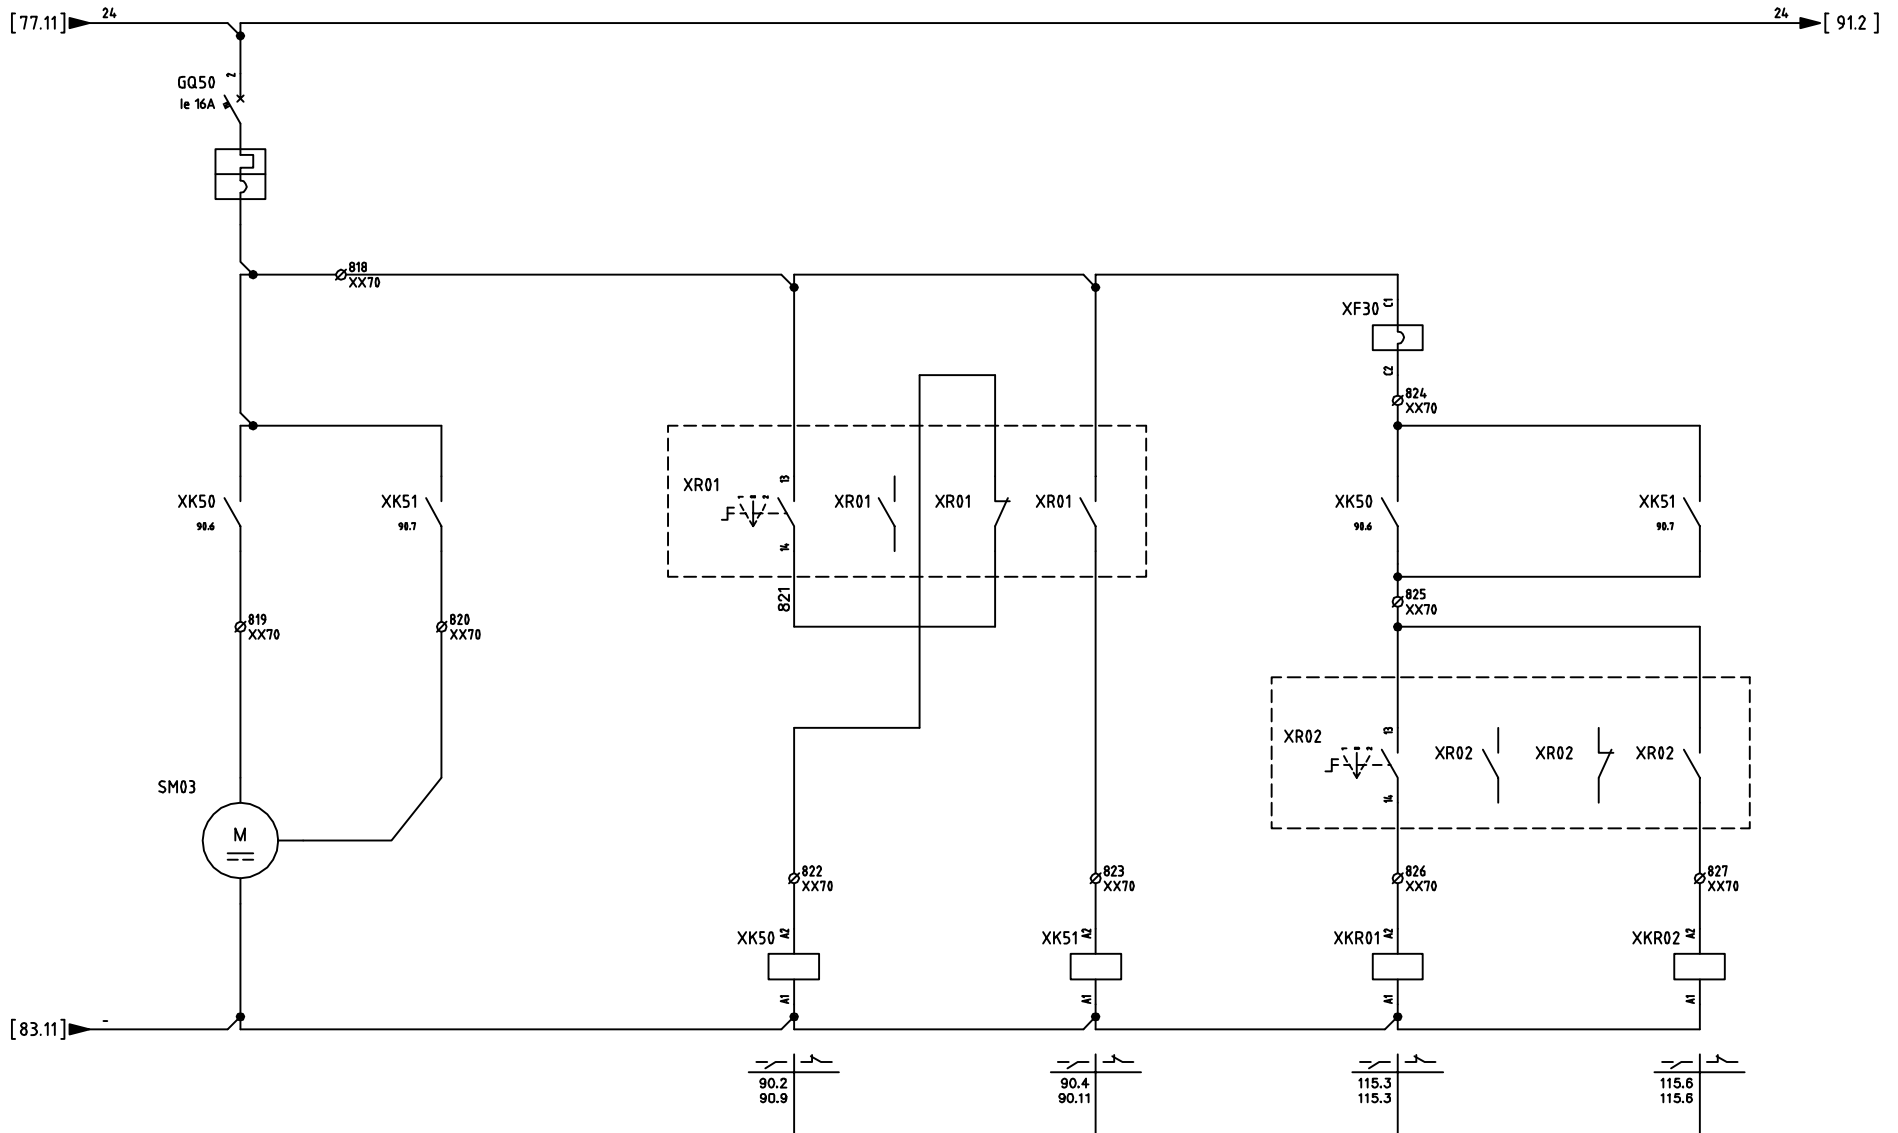 [77.11] 24 24 [ 91.2 ]
2
GQ50
Ie 16A
818
XX70
XF30 C1
C2
824
XX70
XK50
90.6
XK51
90.7
XR01 13
14
XR01
XR01
XR01
XK50
90.6
XK51
90.7
821
825
XX70
819
XX70
820
XX70
XR02 13
14
XR02
XR02
XR02
SM03
M
822
XX70
823
XX70
826
XX70
827
XX70
XK50 A2
XK51 A2
XKR01 A2
XKR02 A2
A1
A1
A1
A1
[83.11] -
90.2
90.9
90.4
90.11
115.3
115.3
115.6
115.6